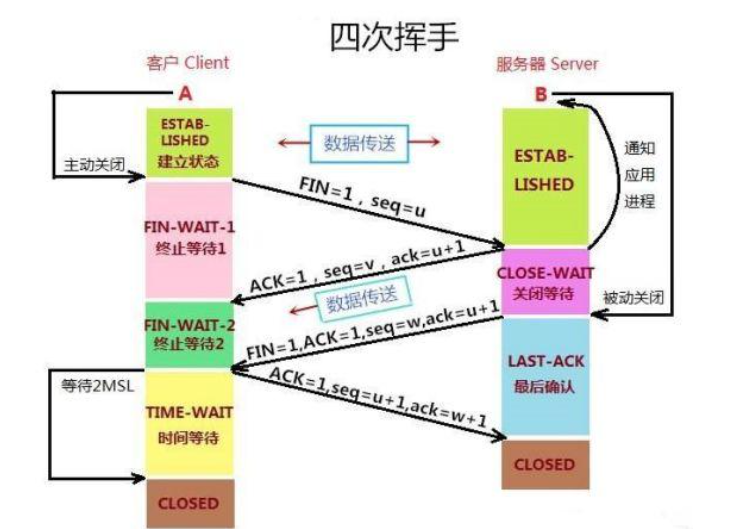 四次挥手
客户 Client
服务器 Server
A
B
ESTAB-
LISHED
建立状态
主动关闭
数据传送
ESTAB-
LISHED
通知
应用
进程
FIN=1，seq=u
FIN-WAIT-1
终止等待1
ACK=1，seq=v，ack=u+1
CLOSE-WAIT
关闭等待
被动关闭
数据传送
FIN-WAIT-2
终止等待2
FIN=1,ACK=1,seq=w,ack=u+1
LAST-ACK
最后确认
等待2MSL
ACK=1,seq=u+1,ack=w+1
TIME-WAIT
时间等待
CLOSED
CLOSED